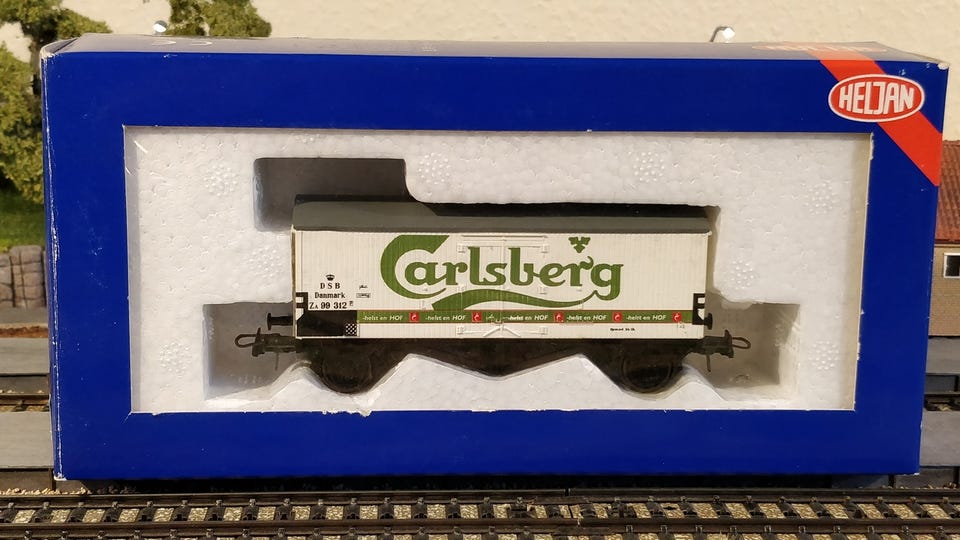 HELJAN
Carlsberg
DSB
Danmark
ZA 99 312 P
-helst en HOF -helst en HOF -helst en HOF -helst en HOF -helst en HOF